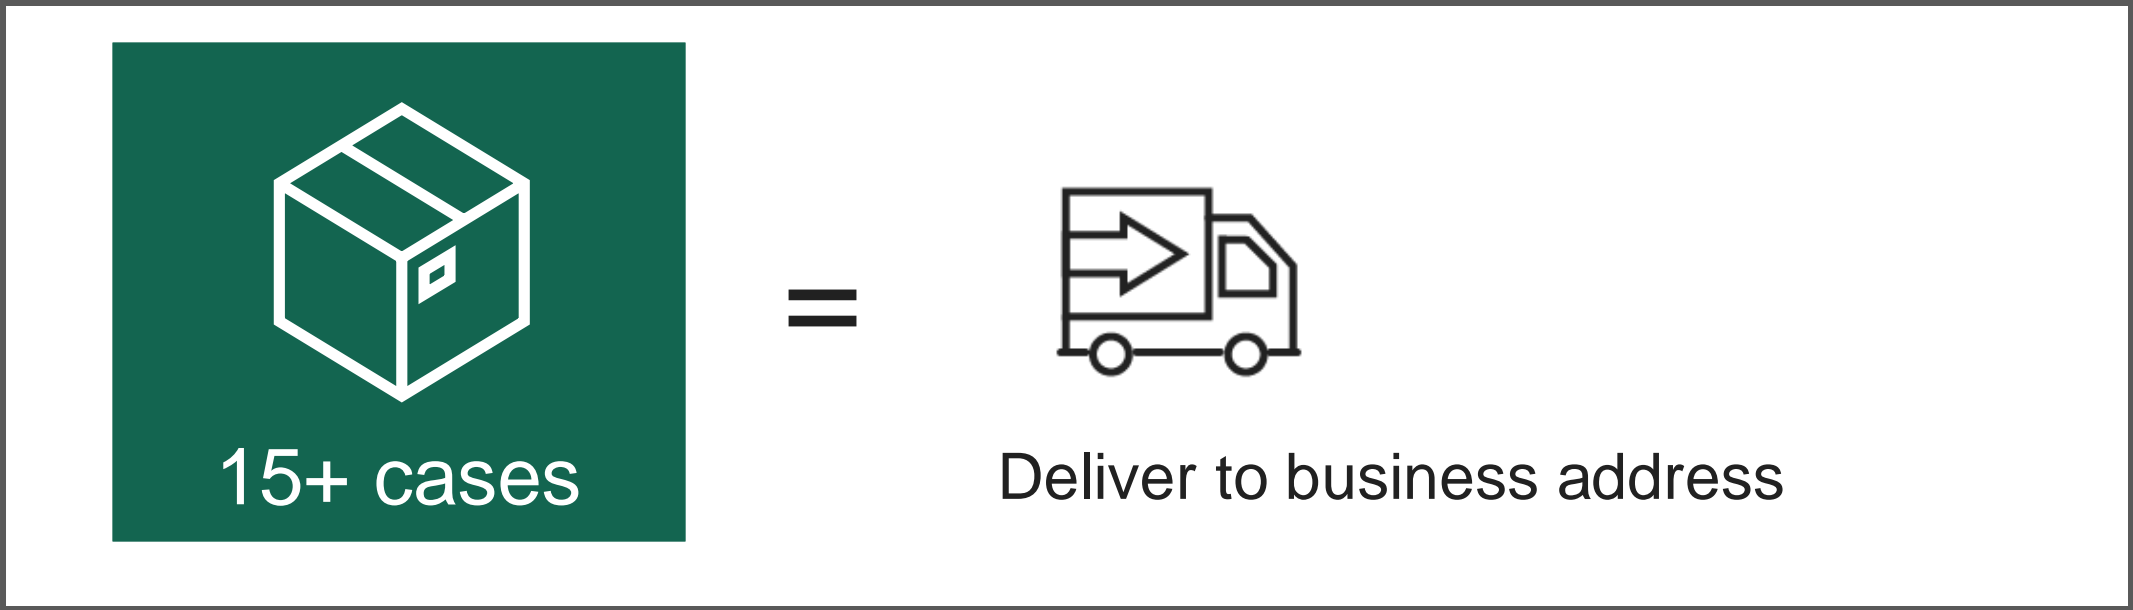 15+ cases
=
Deliver to business address